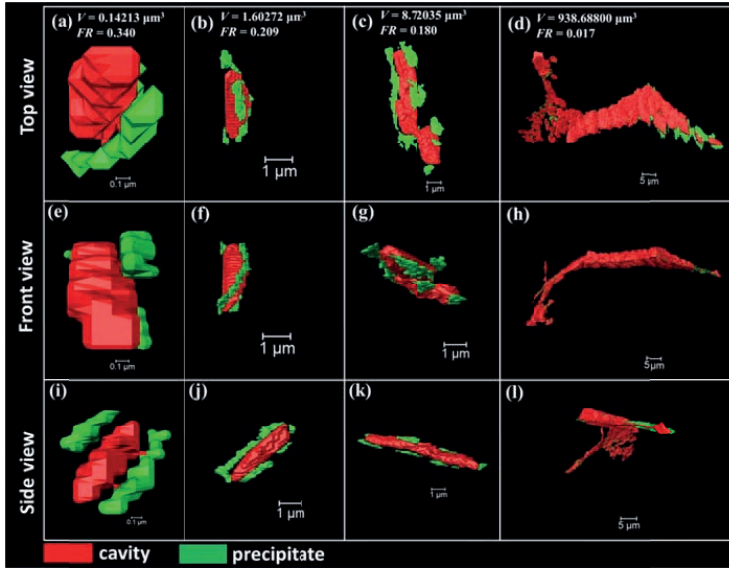 (a) V = 0.14213 μm³
FR = 0.340
(b) V = 1.60272 μm³
FR = 0.209
(c) V = 8.72035 μm³
FR = 0.180
(d) V = 938.68800 μm³
FR = 0.017
Top view
0.1 μm
1 μm
1 μm
5 μm
(e)
(f)
(g)
(h)
Front view
0.1 μm
1 μm
1 μm
5 μm
(i)
(j)
(k)
(l)
Side view
0.1 μm
1 μm
1 μm
5 μm
cavity
precipitate